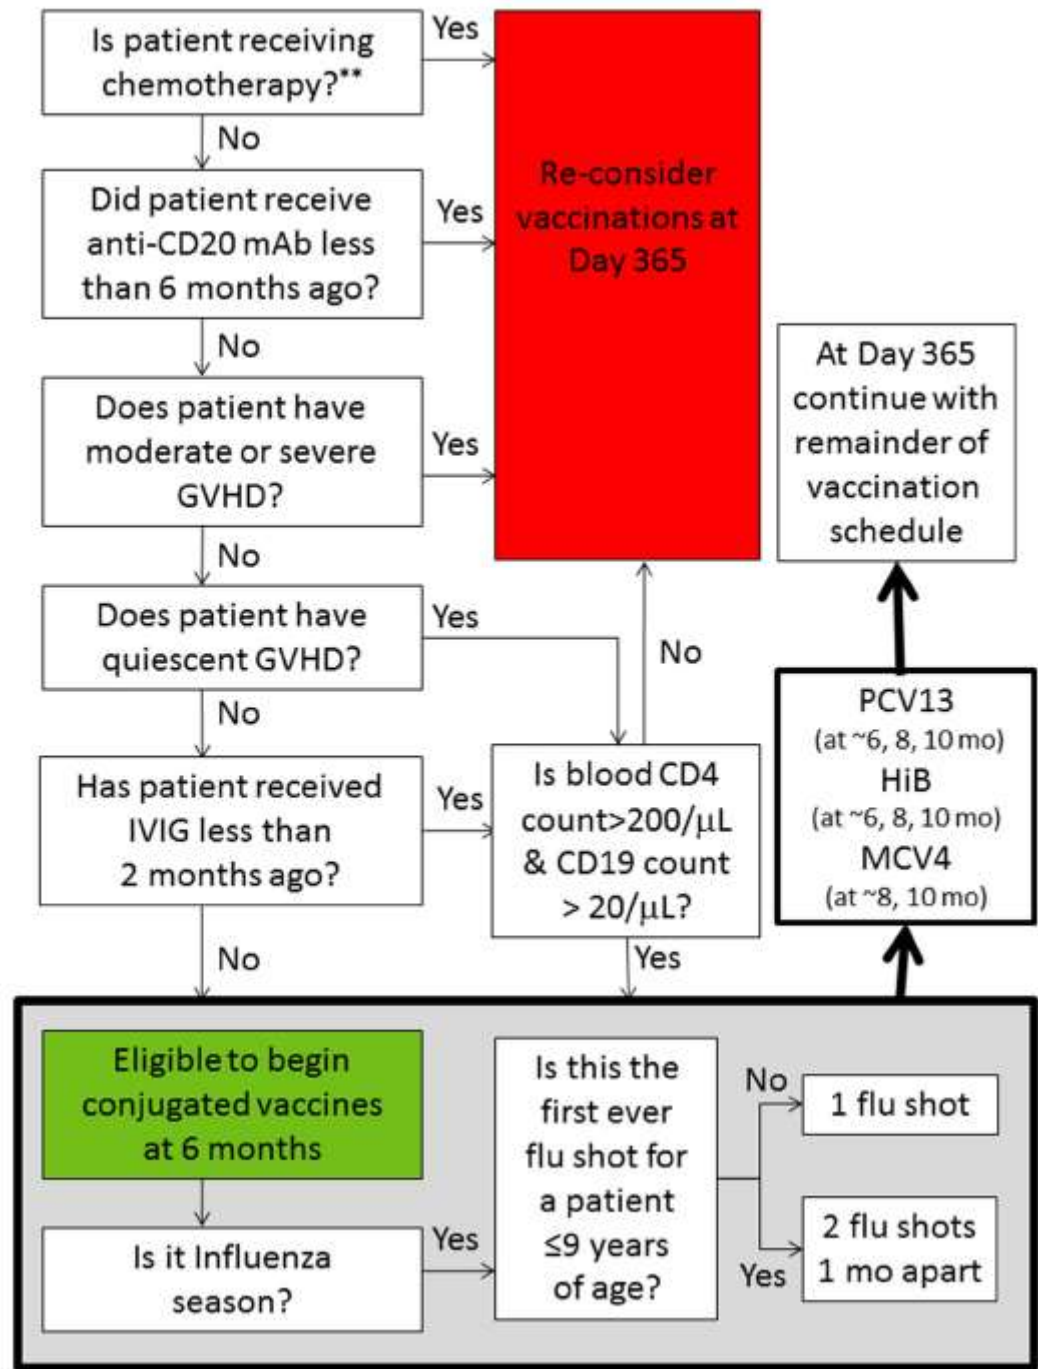 Is patient receiving
chemotherapy?**
Yes
No
Did patient receive
anti-CD20 mAb less
than 6 months ago?
Yes
No
Re-consider
vaccinations at
Day 365
Does patient have
moderate or severe
GVHD?
Yes
No
At Day 365
continue with
remainder of
vaccination
schedule
Does patient have
quiescent GVHD?
Yes
No
No
Has patient received
IVIG less than
2 months ago?
Yes
No
Is blood CD4
count>200/μL
& CD19 count
> 20/μL?
Yes
PCV13
(at ~6, 8, 10 mo)
HiB
(at ~6, 8, 10 mo)
MCV4
(at ~8, 10 mo)
Eligible to begin
conjugated vaccines
at 6 months
Is it Influenza
season?
Yes
Is this the
first ever
flu shot for
a patient
≤9 years
of age?
No
1 flu shot
Yes
2 flu shots
1 mo apart